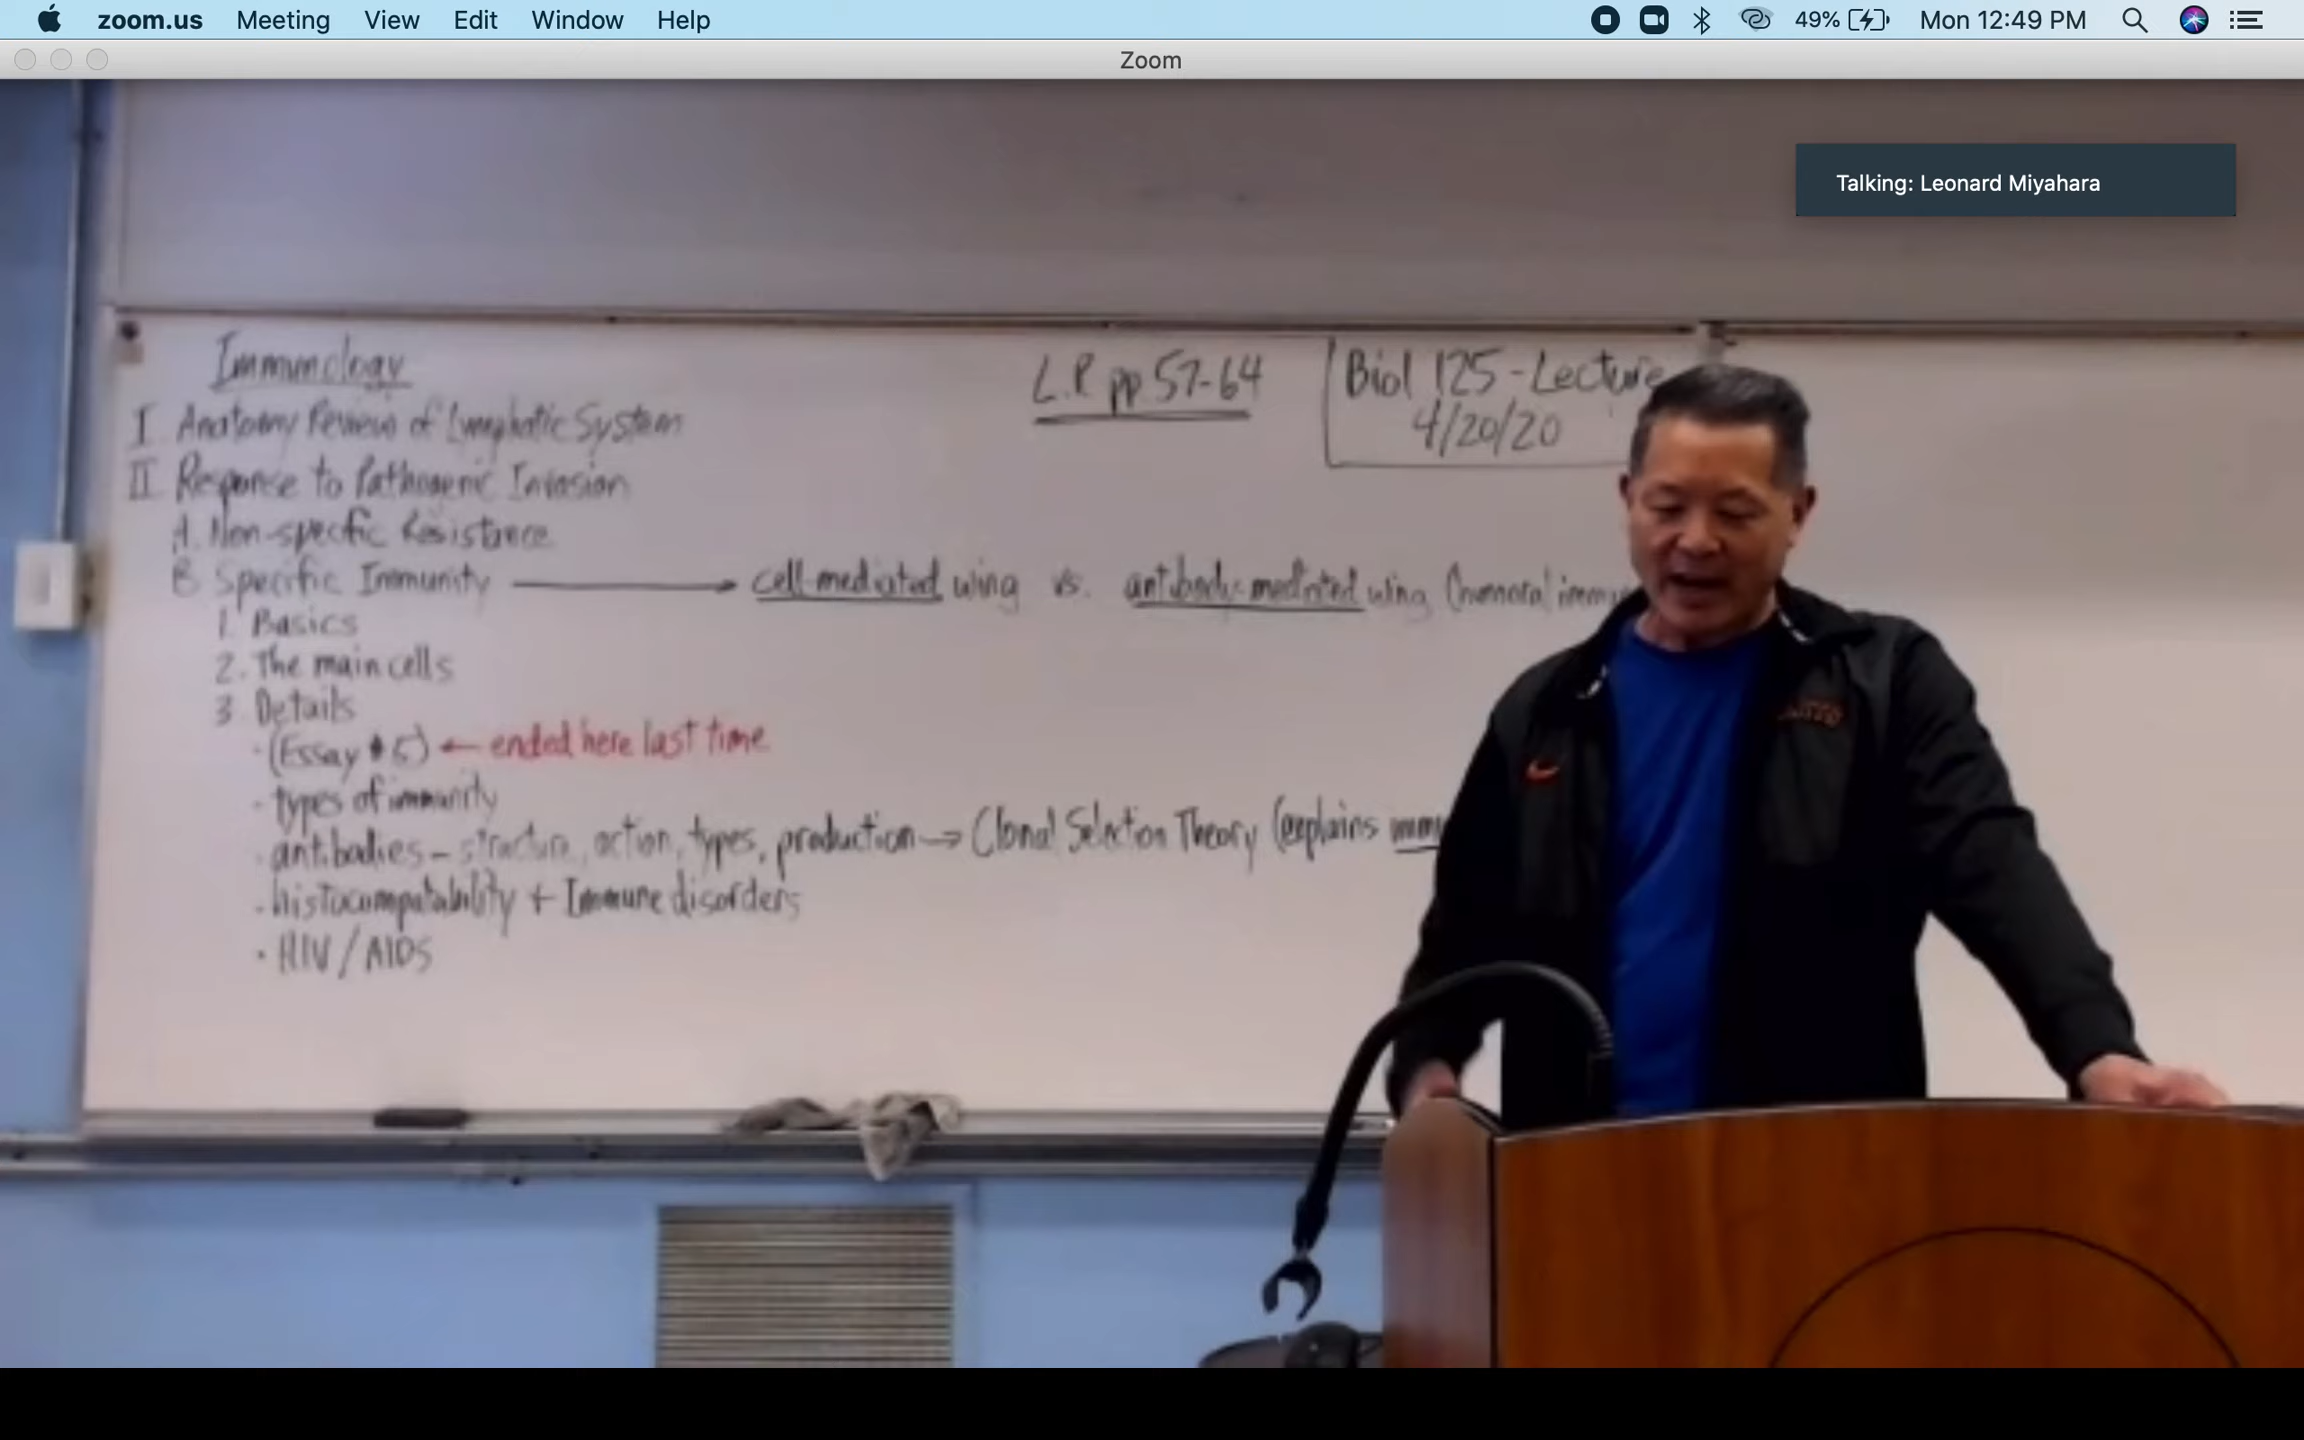 zoom.us Meeting View Edit Window Help 49% Mon 12:49 PM
Zoom
Talking: Leonard Miyahara
Immunology
L.P. pp. 57-64
Biol 125 - Lecture
4/20/20
I Anatomy Review of Lymphatic System
II Response to Pathogenic Invasion
A. Non-specific Resistance
B Specific Immunity → cell-mediated wing vs. antibody-mediated wing (humoral immu
1. Basics
2. The main cells
3. Details
· (Essay #5) ← ended here last time
· types of immunity
· antibodies - structure, action, types, production → Clonal Selection Theory (explains immu
· histocompatability + Immune disorders
· HIV / AIDS